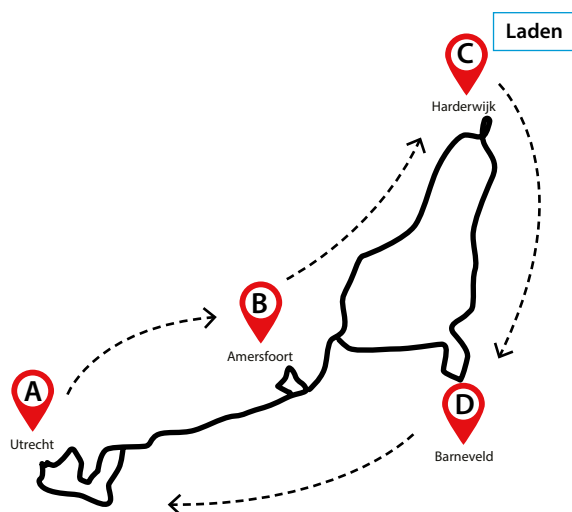 C
Laden
Harderwijk
B
Amersfoort
A
Utrecht
D
Barneveld